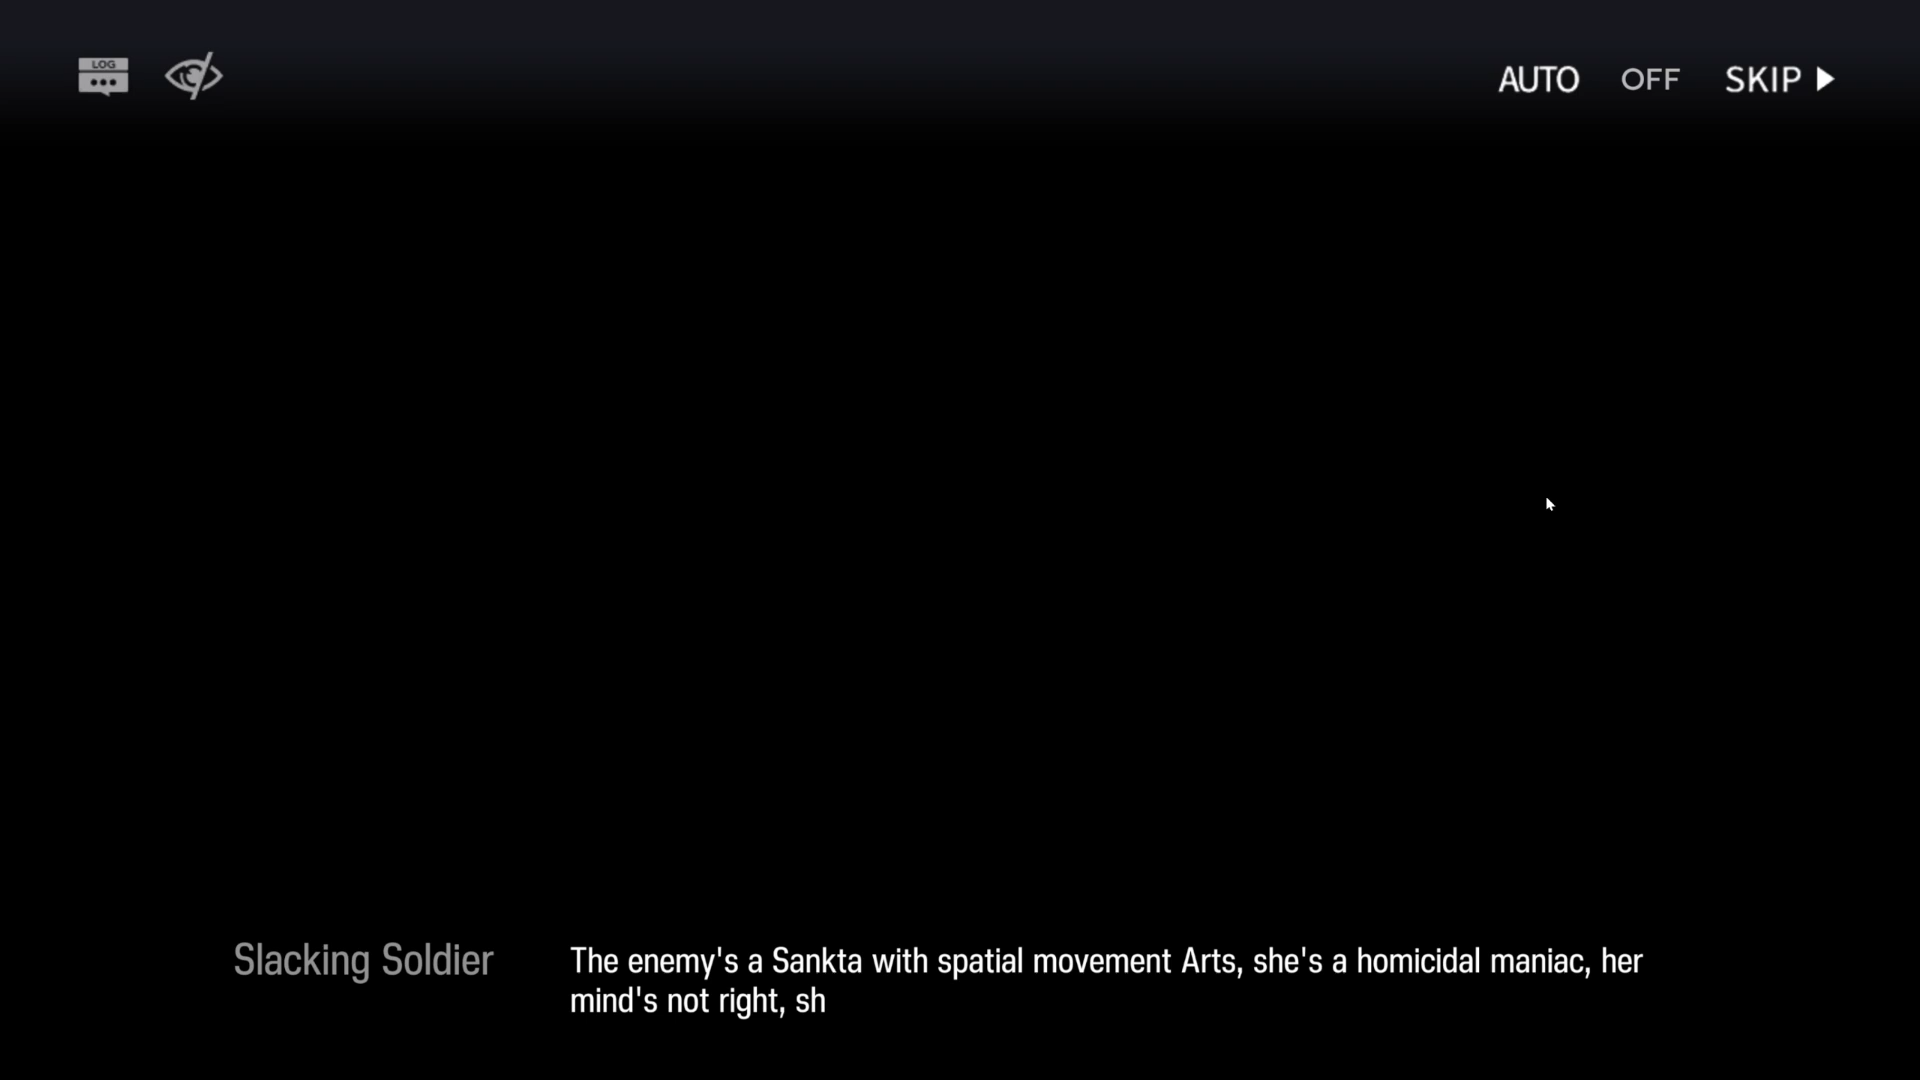 LOG
AUTO OFF SKIP
Slacking Soldier
The enemy's a Sankta with spatial movement Arts, she's a homicidal maniac, her
mind's not right, sh